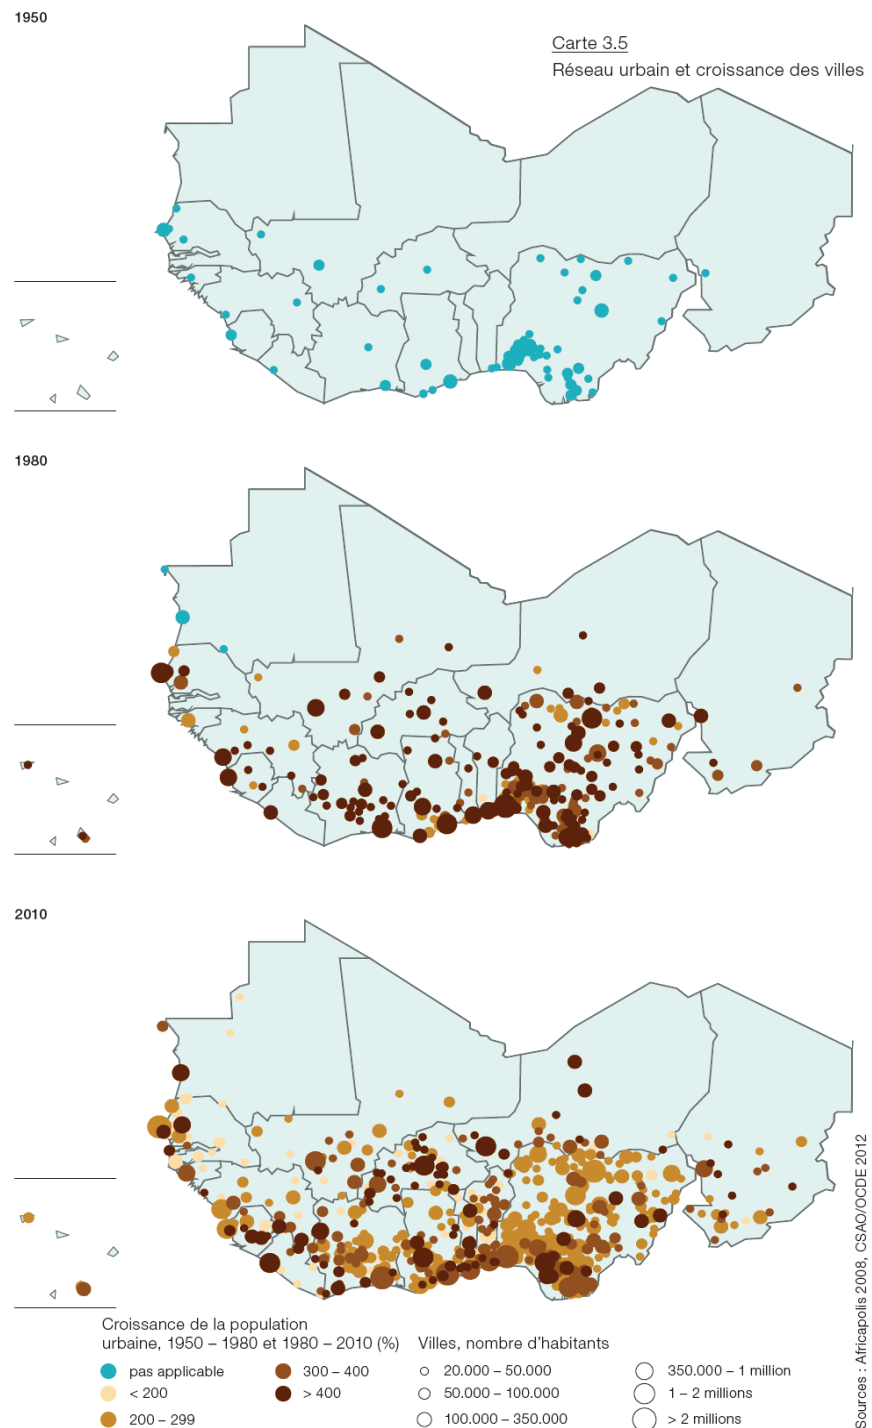 1950
Carte 3.5
Réseau urbain et croissance des villes
1980
2010
Croissance de la population
urbaine, 1950 – 1980 et 1980 – 2010 (%)
pas applicable
< 200
200 – 299
300 – 400
> 400
Villes, nombre d'habitants
20.000 – 50.000
50.000 – 100.000
100.000 – 350.000
350.000 – 1 million
1 – 2 millions
> 2 millions
Sources : Africapolis 2008, CSAO/OCDE 2012